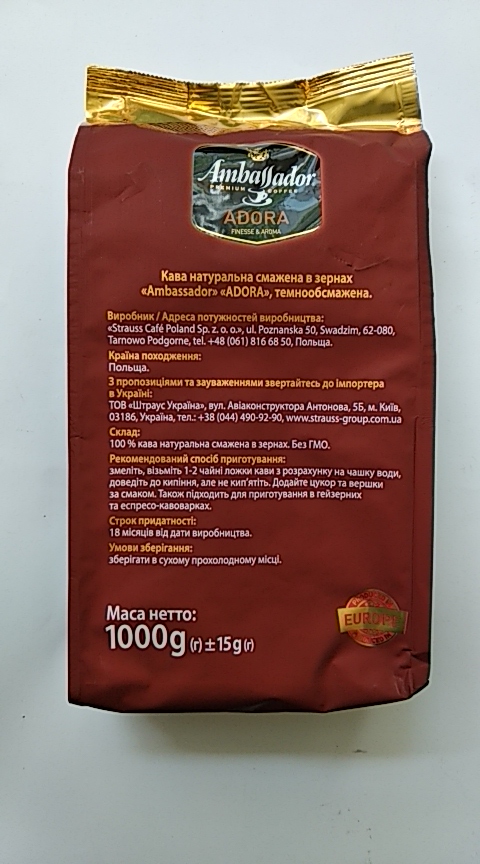 Ambassador
PREMIUM COFFEE
ADORA
FINESSE & AROMA
Кава натуральна смажена в зернах
«Ambassador» «ADORA», темнообсмажена.
Виробник / Адреса потужностей виробництва:
«Strauss Café Poland Sp. z. o. o.», ul. Poznanska 50, Swadzim, 62-080,
Tarnowo Podgorne, tel. +48 (061) 816 68 50, Польща.
Країна походження:
Польща.
З пропозиціями та зауваженнями звертайтесь до імпортера
в Україні:
ТОВ «Штраус Україна», вул. Авіаконструктора Антонова, 5Б, м. Київ,
03186, Україна, тел.: +38 (044) 490-92-90, www.strauss-group.com.ua
Склад:
100 % кава натуральна смажена в зернах. Без ГМО.
Рекомендований спосіб приготування:
змеліть, візьміть 1-2 чайні ложки кави з розрахунку на чашку води,
доведіть до кипіння, але не кип’ятіть. Додайте цукор та вершки
за смаком. Також підходить для приготування в гейзерних
та еспресо-кавоварках.
Строк придатності:
18 місяців від дати виробництва.
Умови зберігання:
зберігати в сухому прохолодному місці.
Маса нетто:
1000g (г) ± 15g (г)
EUROPE